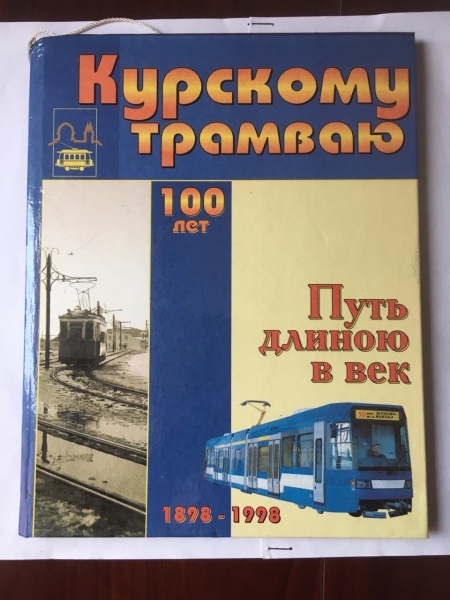 Курскому
трамваю
100
лет
Путь
длиною
в век
1898-1998